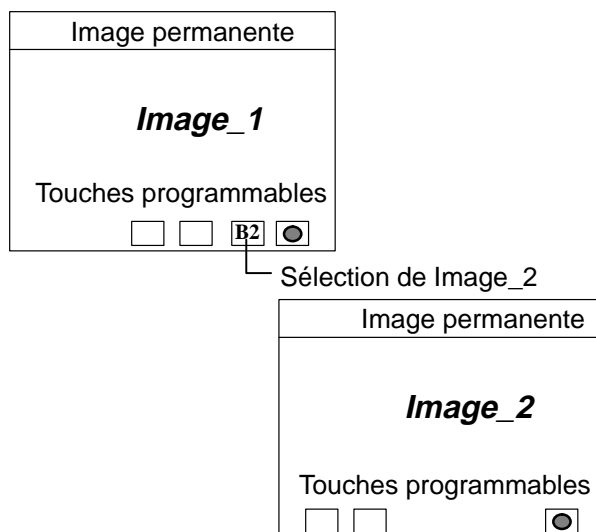 Image permanente
Image_1
Touches programmables
B2
Sélection de Image_2
Image permanente
Image_2
Touches programmables